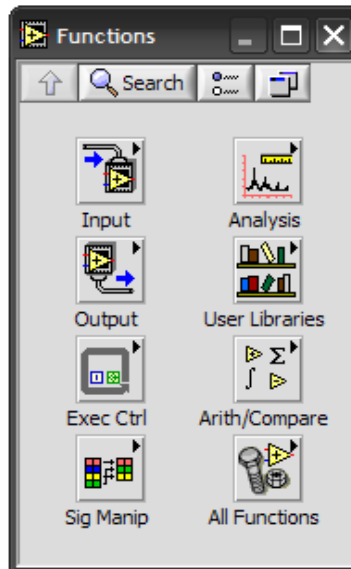 Functions
Search
Input Analysis
Output User Libraries
Exec Ctrl Arith/Compare
Sig Manip All Functions